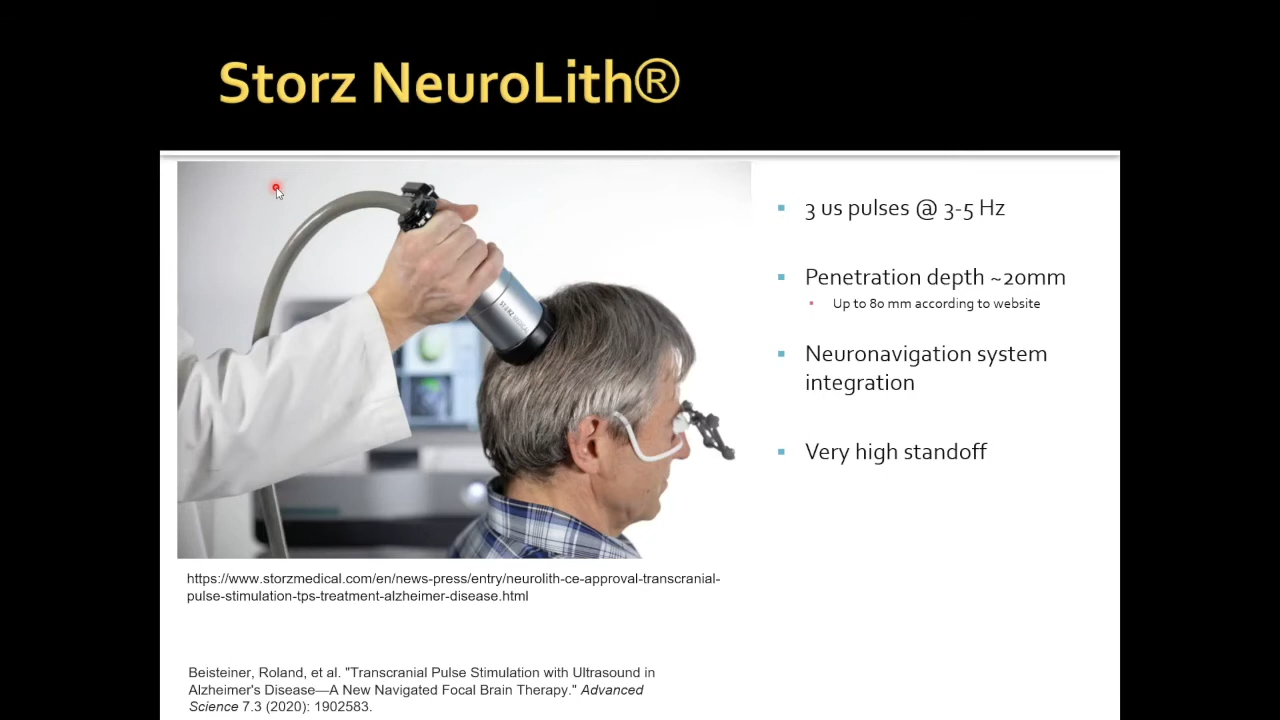 Storz NeuroLith®
3 us pulses @ 3-5 Hz
Penetration depth ~20mm
Up to 80 mm according to website
Neuronavigation system
integration
Very high standoff
STORZ MEDICAL
https://www.storzmedical.com/en/news-press/entry/neurolith-ce-approval-transcranial-
pulse-stimulation-tps-treatment-alzheimer-disease.html
Beisteiner, Roland, et al. "Transcranial Pulse Stimulation with Ultrasound in
Alzheimer's Disease—A New Navigated Focal Brain Therapy." Advanced
Science 7.3 (2020): 1902583.